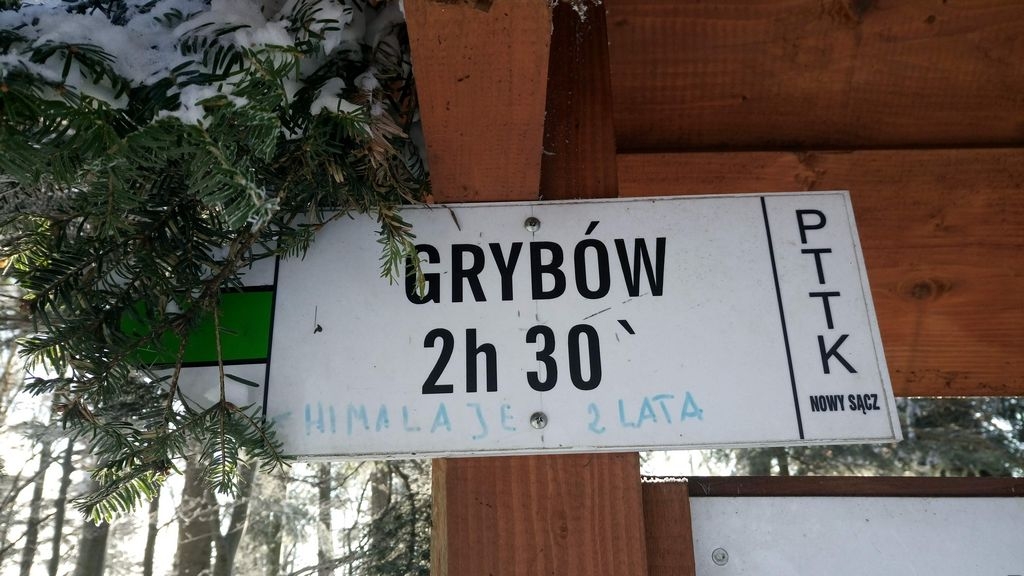 GRYBÓW
2h 30`
HIMALAJE 2 LATA
PTTK
NOWY SĄCZ